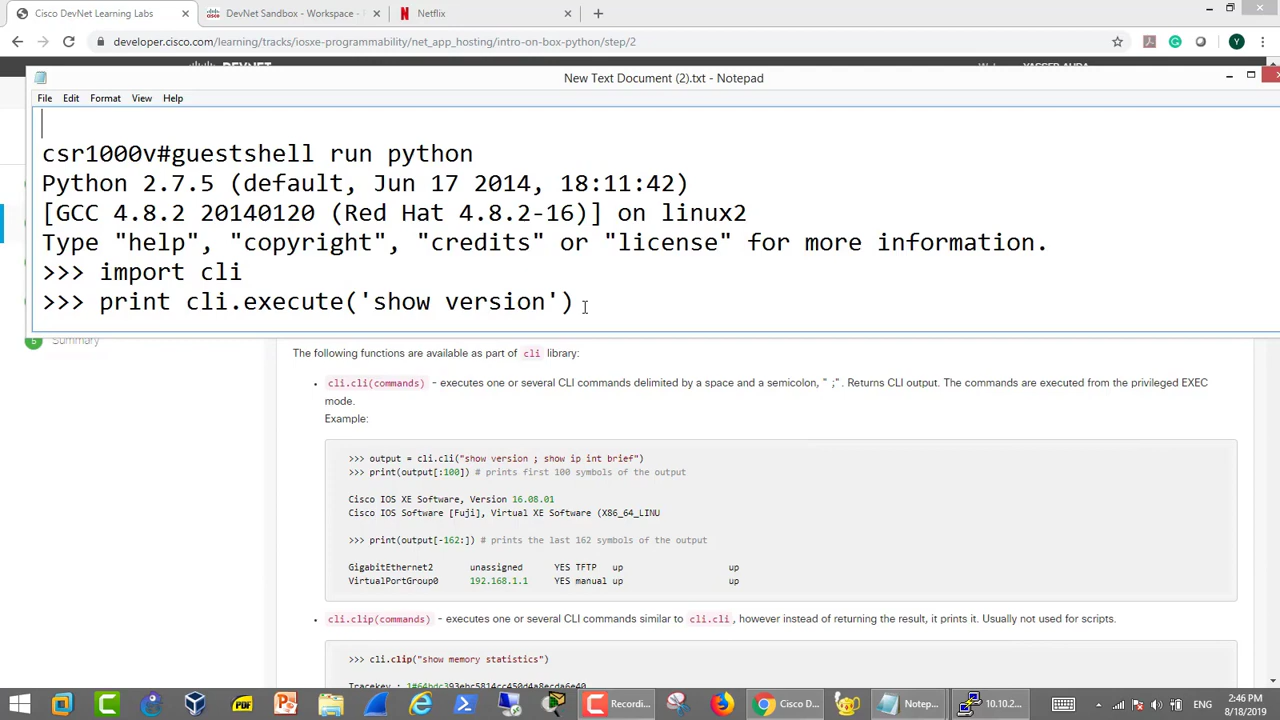 Cisco DevNet Learning Labs
DevNet Sandbox - Workspace -
Netflix
developer.cisco.com/learning/tracks/iosxe-programmability/net_app_hosting/intro-on-box-python/step/2
Y
New Text Document (2).txt - Notepad
File Edit Format View Help
csr1000v#guestshell run python
Python 2.7.5 (default, Jun 17 2014, 18:11:42)
[GCC 4.8.2 20140120 (Red Hat 4.8.2-16)] on linux2
Type "help", "copyright", "credits" or "license" for more information.
>>> import cli
>>> print cli.execute('show version')
5 Summary
The following functions are available as part of cli library:
• cli.cli(commands) - executes one or several CLI commands delimited by a space and a semicolon, " ;". Returns CLI output. The commands are executed from the privileged EXEC
mode.
Example:
>>> output = cli.cli("show version ; show ip int brief")
>>> print(output[:100]) # prints first 100 symbols of the output
Cisco IOS XE Software, Version 16.08.01
Cisco IOS Software [Fuji], Virtual XE Software (X86_64_LINU
>>> print(output[-162:]) # prints the last 162 symbols of the output
GigabitEthernet2 unassigned YES TFTP up up
VirtualPortGroup0 192.168.1.1 YES manual up up
• cli.clip(commands) - executes one or several CLI commands similar to cli.cli, however instead of returning the result, it prints it. Usually not used for scripts.
>>> cli.clip("show memory statistics")
PDF
Recordi...
Cisco D...
Notep...
10.10.2...
ENG
2:46 PM
8/18/2019